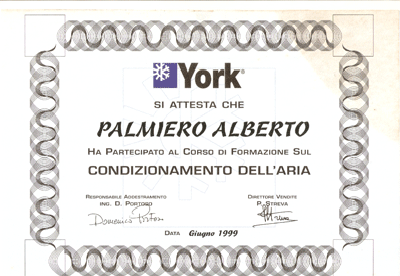 York
SI ATTESTA CHE
PALMIERO ALBERTO
HA PARTECIPATO AL CORSO DI FORMAZIONE SUL
CONDIZIONAMENTO DELL'ARIA
RESPONSABILE ADDESTRAMENTO
DIRETTORE VENDITE
ING. D. PORTOSO
P. STREVA
DATA Giugno 1999